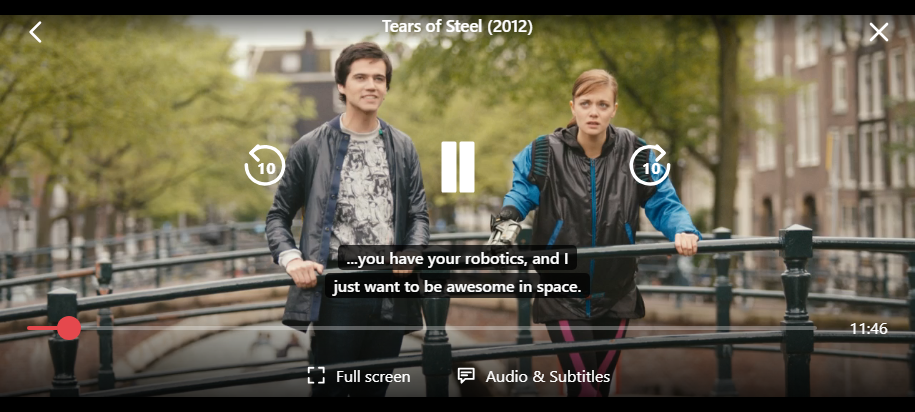 Tears of Steel (2012)
10
10
...you have your robotics, and I
just want to be awesome in space.
11:46
Full screen
Audio & Subtitles